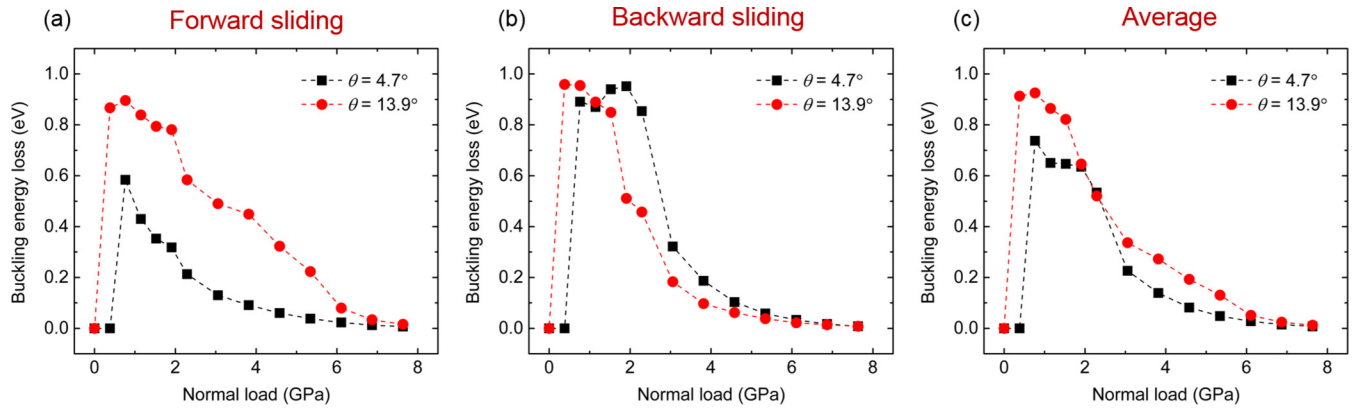 (a) Forward sliding
Buckling energy loss (eV)
1.0
0.8
0.6
0.4
0.2
0.0
θ = 4.7°
θ = 13.9°
0 2 4 6 8
Normal load (GPa)
(b) Backward sliding
Buckling energy loss (eV)
1.0
0.8
0.6
0.4
0.2
0.0
θ = 4.7°
θ = 13.9°
0 2 4 6 8
Normal load (GPa)
(c) Average
Buckling energy loss (eV)
1.0
0.8
0.6
0.4
0.2
0.0
θ = 4.7°
θ = 13.9°
0 2 4 6 8
Normal load (GPa)